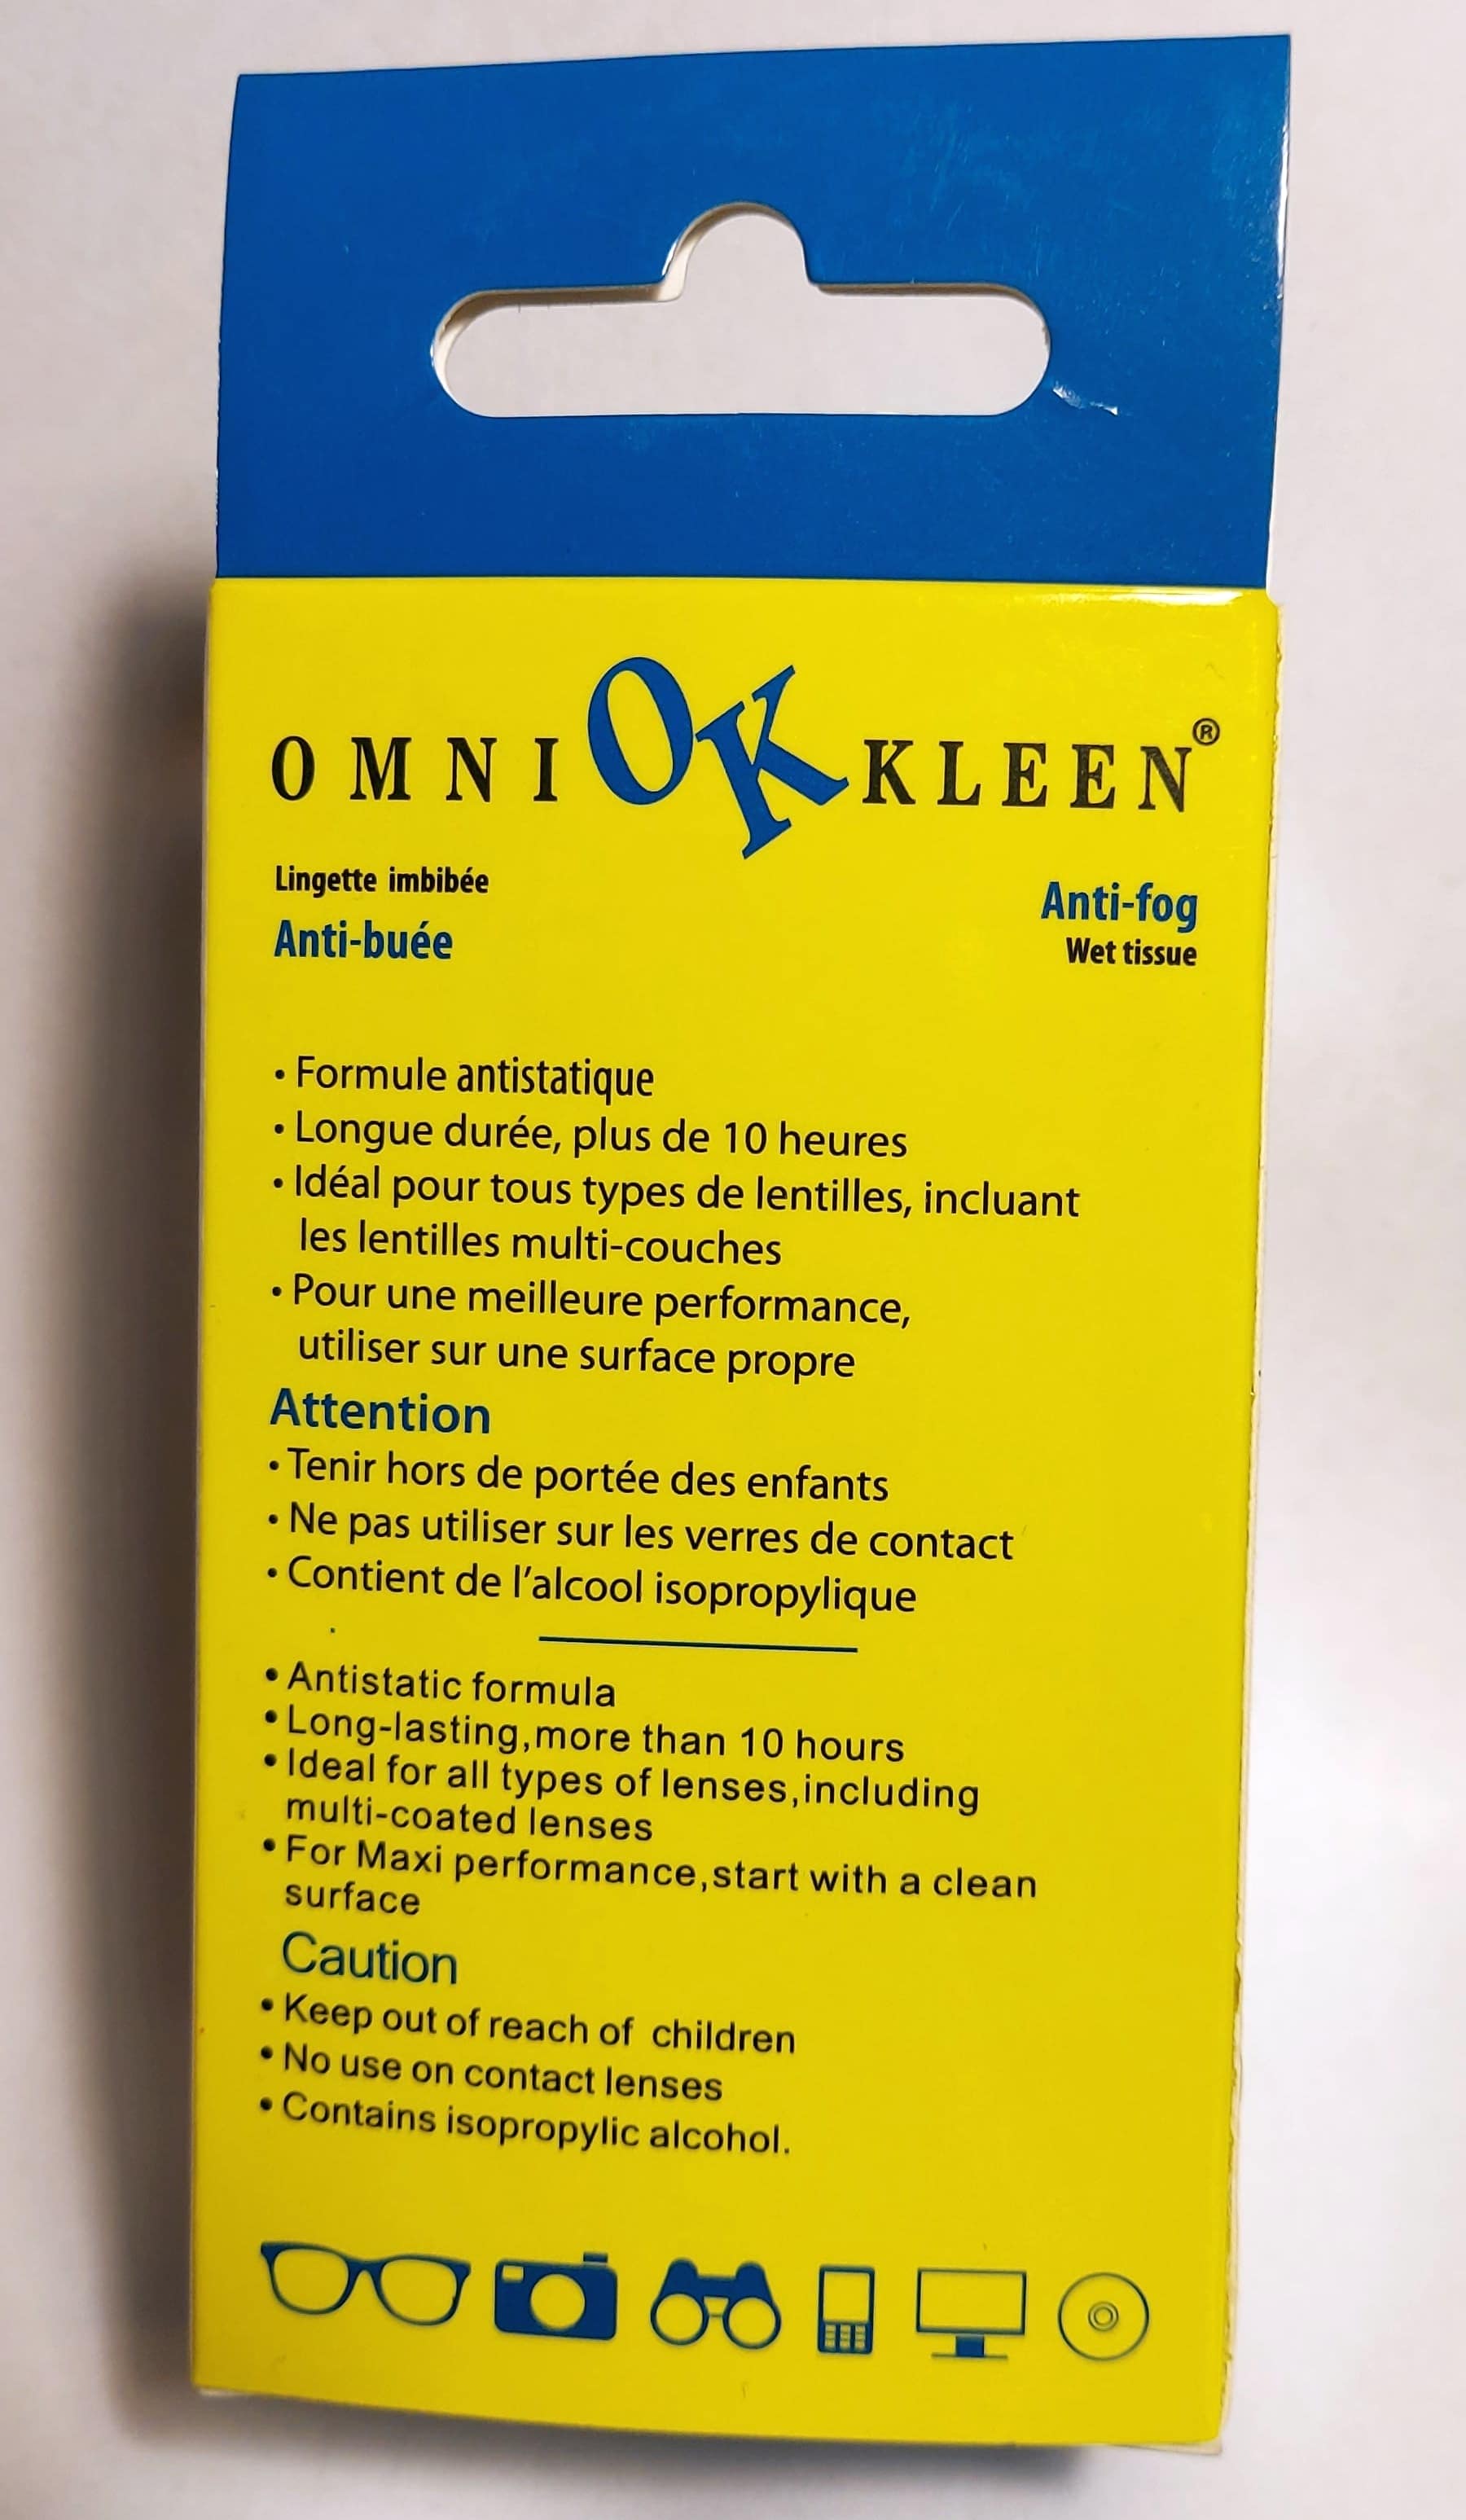 OMNI OK KLEEN®
Lingette imbibée
Anti-buée
Anti-fog
Wet tissue
• Formule antistatique
• Longue durée, plus de 10 heures
• Idéal pour tous types de lentilles, incluant
les lentilles multi-couches
• Pour une meilleure performance,
utiliser sur une surface propre
Attention
• Tenir hors de portée des enfants
• Ne pas utiliser sur les verres de contact
• Contient de l'alcool isopropylique
• Antistatic formula
• Long-lasting,more than 10 hours
• Ideal for all types of lenses,including
multi-coated lenses
• For Maxi performance,start with a clean
surface
Caution
• Keep out of reach of children
• No use on contact lenses
• Contains isopropylic alcohol.